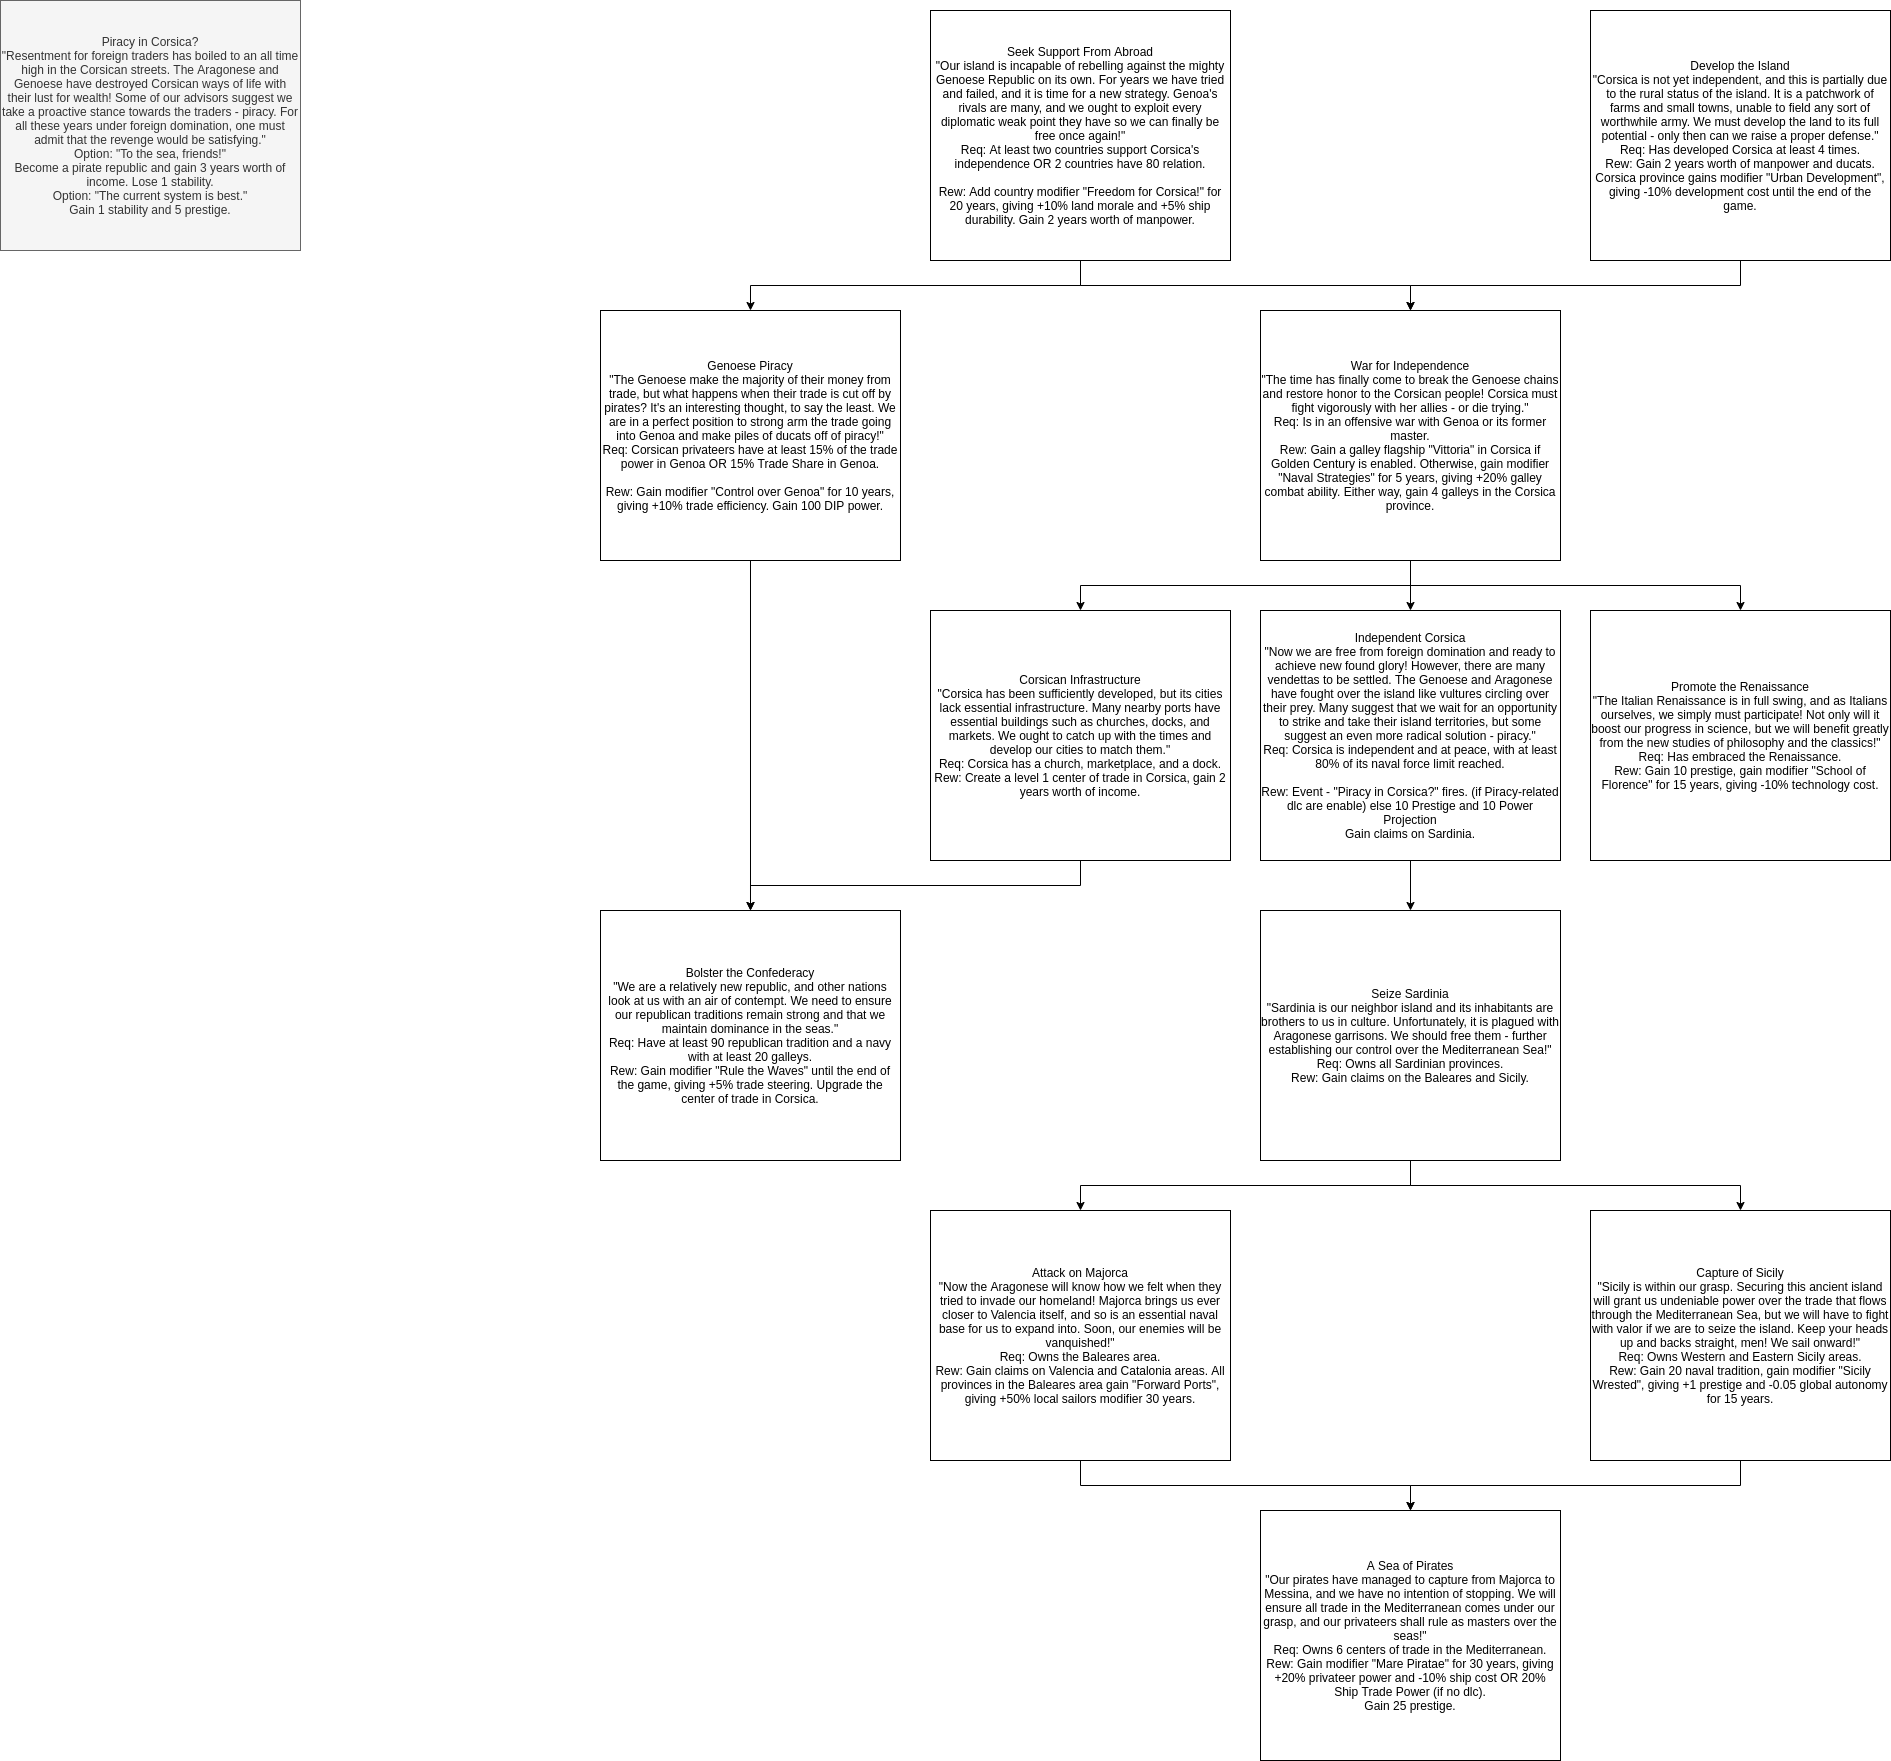 Piracy in Corsica?
"Resentment for foreign traders has boiled to an all time
high in the Corsican streets. The Aragonese and
Genoese have destroyed Corsican ways of life with
their lust for wealth! Some of our advisors suggest we
take a proactive stance towards the traders - piracy. For
all these years under foreign domination, one must
admit that the revenge would be satisfying."
Option: "To the sea, friends!"
Become a pirate republic and gain 3 years worth of
income. Lose 1 stability.
Option: "The current system is best."
Gain 1 stability and 5 prestige.
Seek Support From Abroad
"Our island is incapable of rebelling against the mighty
Genoese Republic on its own. For years we have tried
and failed, and it is time for a new strategy. Genoa's
rivals are many, and we ought to exploit every
diplomatic weak point they have so we can finally be
free once again!"
Req: At least two countries support Corsica's
independence OR 2 countries have 80 relation.
Rew: Add country modifier "Freedom for Corsica!" for
20 years, giving +10% land morale and +5% ship
durability. Gain 2 years worth of manpower.
Develop the Island
"Corsica is not yet independent, and this is partially due
to the rural status of the island. It is a patchwork of
farms and small towns, unable to field any sort of
worthwhile army. We must develop the land to its full
potential - only then can we raise a proper defense."
Req: Has developed Corsica at least 4 times.
Rew: Gain 2 years worth of manpower and ducats.
Corsica province gains modifier "Urban Development",
giving -10% development cost until the end of the
game.
Genoese Piracy
"The Genoese make the majority of their money from
trade, but what happens when their trade is cut off by
pirates? It's an interesting thought, to say the least. We
are in a perfect position to strong arm the trade going
into Genoa and make piles of ducats off of piracy!"
Req: Corsican privateers have at least 15% of the trade
power in Genoa OR 15% Trade Share in Genoa.
Rew: Gain modifier "Control over Genoa" for 10 years,
giving +10% trade efficiency. Gain 100 DIP power.
War for Independence
"The time has finally come to break the Genoese chains
and restore honor to the Corsican people! Corsica must
fight vigorously with her allies - or die trying."
Req: Is in an offensive war with Genoa or its former
master.
Rew: Gain a galley flagship "Vittoria" in Corsica if
Golden Century is enabled. Otherwise, gain modifier
"Naval Strategies" for 5 years, giving +20% galley
combat ability. Either way, gain 4 galleys in the Corsica
province.
Corsican Infrastructure
"Corsica has been sufficiently developed, but its cities
lack essential infrastructure. Many nearby ports have
essential buildings such as churches, docks, and
markets. We ought to catch up with the times and
develop our cities to match them."
Req: Corsica has a church, marketplace, and a dock.
Rew: Create a level 1 center of trade in Corsica, gain 2
years worth of income.
Independent Corsica
"Now we are free from foreign domination and ready to
achieve new found glory! However, there are many
vendettas to be settled. The Genoese and Aragonese
have fought over the island like vultures circling over
their prey. Many suggest that we wait for an opportunity
to strike and take their island territories, but some
suggest an even more radical solution - piracy."
Req: Corsica is independent and at peace, with at least
80% of its naval force limit reached.
Rew: Event - "Piracy in Corsica?" fires. (if Piracy-related
dlc are enable) else 10 Prestige and 10 Power
Projection
Gain claims on Sardinia.
Promote the Renaissance
"The Italian Renaissance is in full swing, and as Italians
ourselves, we simply must participate! Not only will it
boost our progress in science, but we will benefit greatly
from the new studies of philosophy and the classics!"
Req: Has embraced the Renaissance.
Rew: Gain 10 prestige, gain modifier "School of
Florence" for 15 years, giving -10% technology cost.
Bolster the Confederacy
"We are a relatively new republic, and other nations
look at us with an air of contempt. We need to ensure
our republican traditions remain strong and that we
maintain dominance in the seas."
Req: Have at least 90 republican tradition and a navy
with at least 20 galleys.
Rew: Gain modifier "Rule the Waves" until the end of
the game, giving +5% trade steering. Upgrade the
center of trade in Corsica.
Seize Sardinia
"Sardinia is our neighbor island and its inhabitants are
brothers to us in culture. Unfortunately, it is plagued with
Aragonese garrisons. We should free them - further
establishing our control over the Mediterranean Sea!"
Req: Owns all Sardinian provinces.
Rew: Gain claims on the Baleares and Sicily.
Attack on Majorca
"Now the Aragonese will know how we felt when they
tried to invade our homeland! Majorca brings us ever
closer to Valencia itself, and so is an essential naval
base for us to expand into. Soon, our enemies will be
vanquished!"
Req: Owns the Baleares area.
Rew: Gain claims on Valencia and Catalonia areas. All
provinces in the Baleares area gain "Forward Ports",
giving +50% local sailors modifier 30 years.
Capture of Sicily
"Sicily is within our grasp. Securing this ancient island
will grant us undeniable power over the trade that flows
through the Mediterranean Sea, but we will have to fight
with valor if we are to seize the island. Keep your heads
up and backs straight, men! We sail onward!"
Req: Owns Western and Eastern Sicily areas.
Rew: Gain 20 naval tradition, gain modifier "Sicily
Wrested", giving +1 prestige and -0.05 global autonomy
for 15 years.
A Sea of Pirates
"Our pirates have managed to capture from Majorca to
Messina, and we have no intention of stopping. We will
ensure all trade in the Mediterranean comes under our
grasp, and our privateers shall rule as masters over the
seas!"
Req: Owns 6 centers of trade in the Mediterranean.
Rew: Gain modifier "Mare Piratae" for 30 years, giving
+20% privateer power and -10% ship cost OR 20%
Ship Trade Power (if no dlc).
Gain 25 prestige.